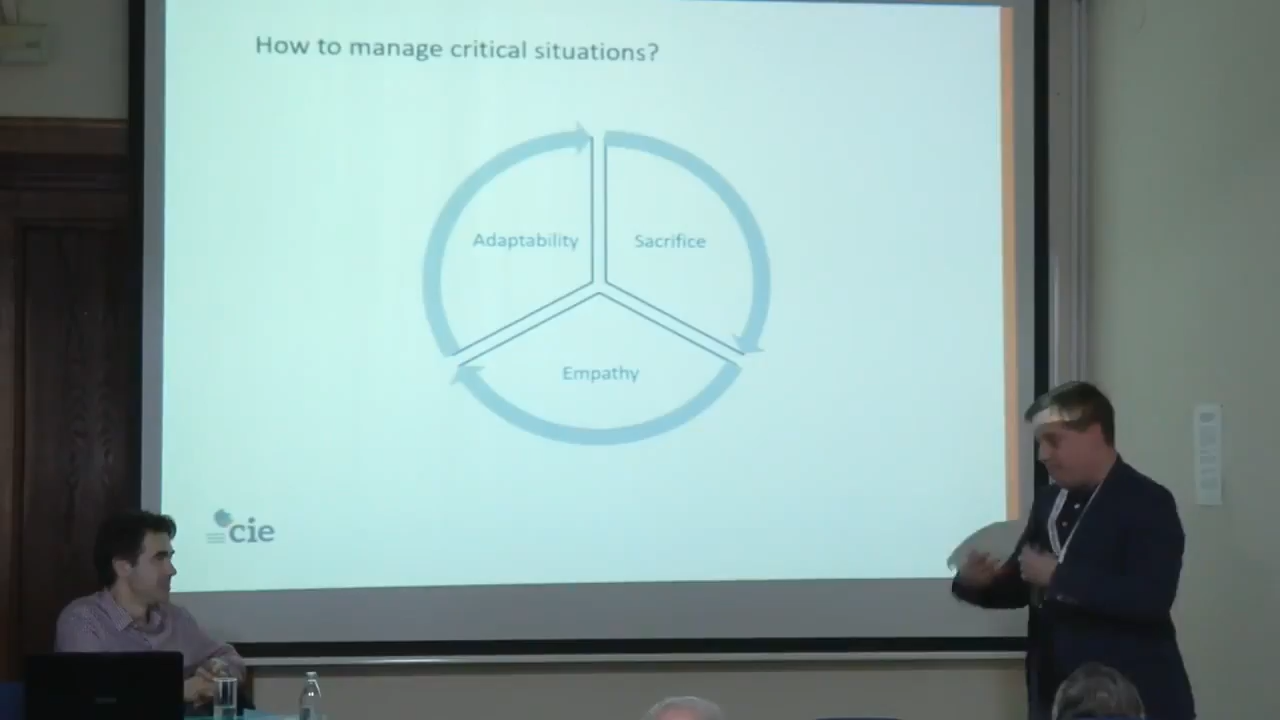 How to manage critical situations?
Adaptability
Sacrifice
Empathy
cie